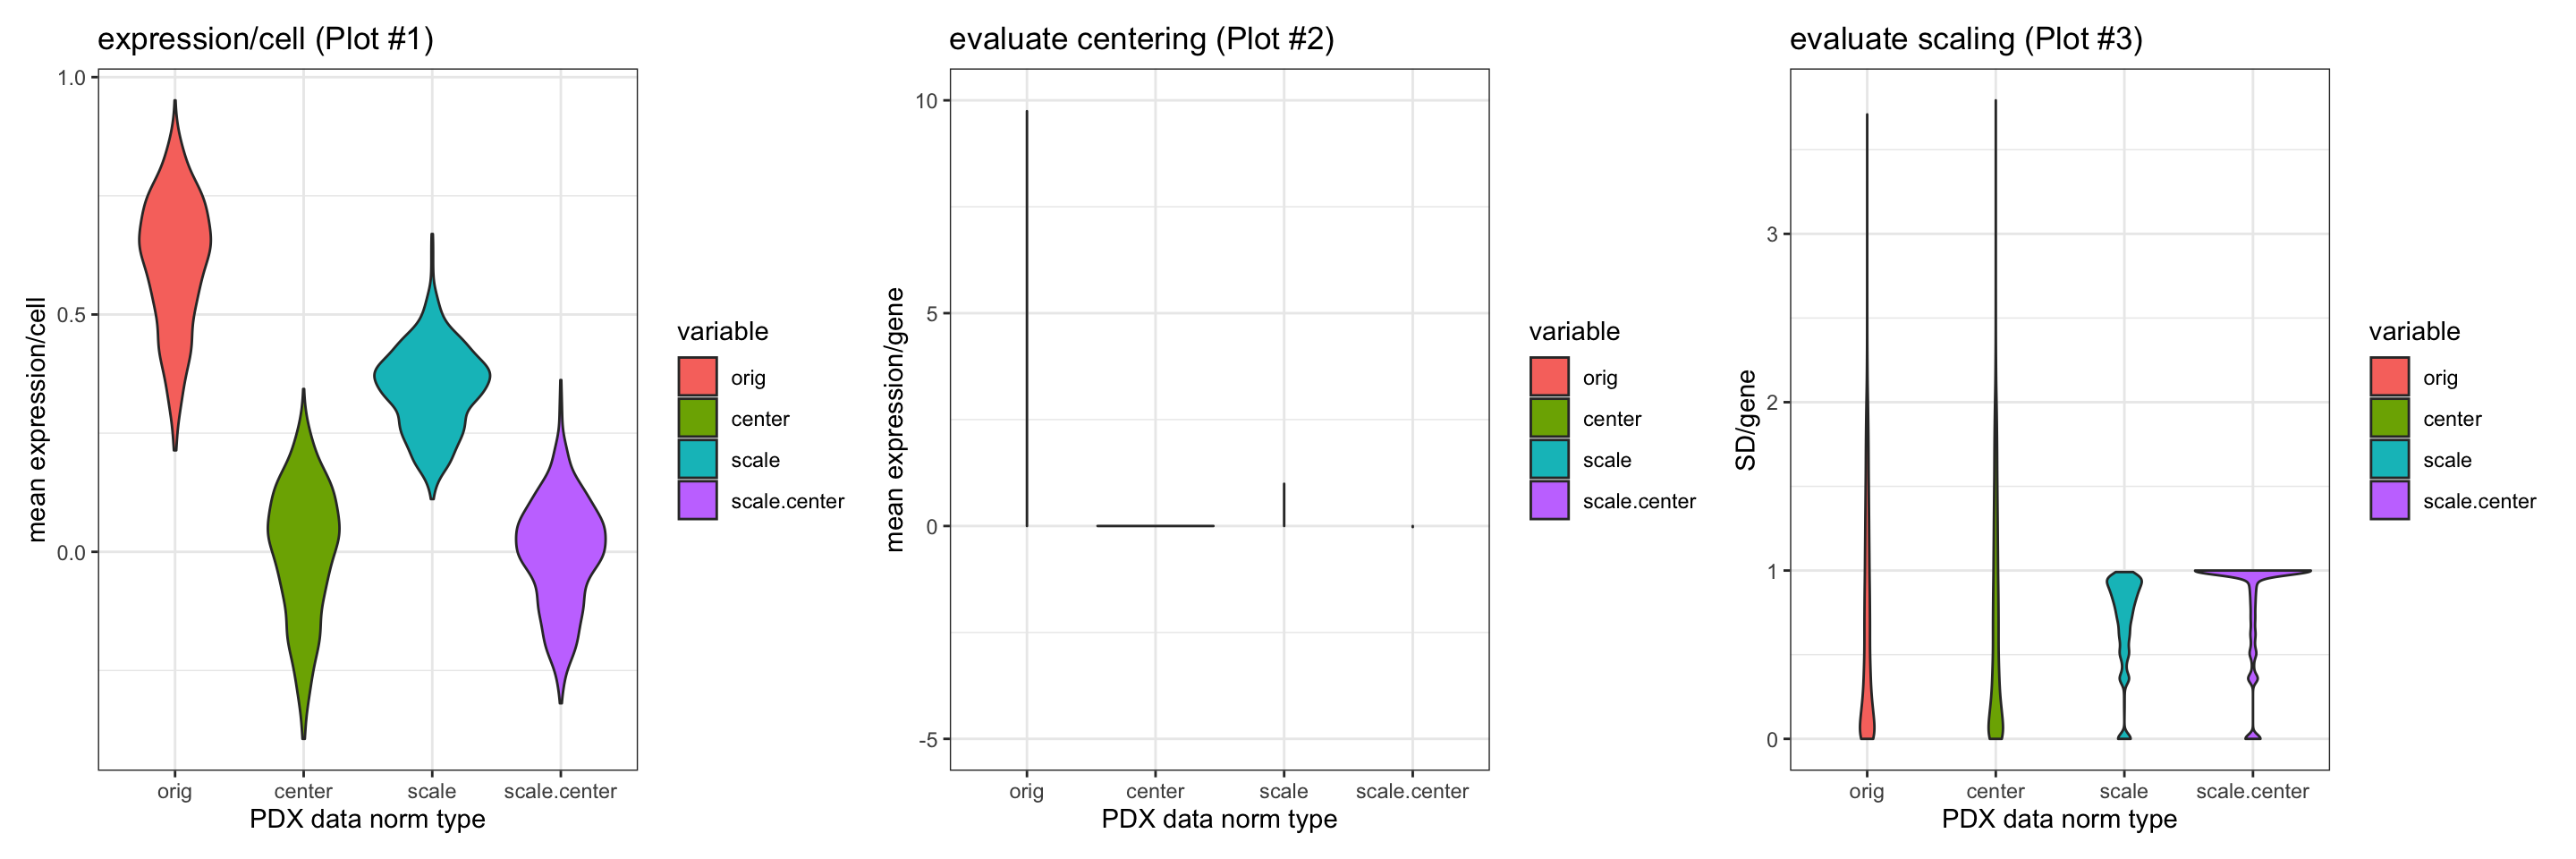 expression/cell (Plot #1)
1.0
0.5
0.0
mean expression/cell
orig center scale scale.center
PDX data norm type
variable
orig
center
scale
scale.center
evaluate centering (Plot #2)
10
5
0
-5
mean expression/gene
orig center scale scale.center
PDX data norm type
variable
orig
center
scale
scale.center
evaluate scaling (Plot #3)
3
2
1
0
SD/gene
orig center scale scale.center
PDX data norm type
variable
orig
center
scale
scale.center